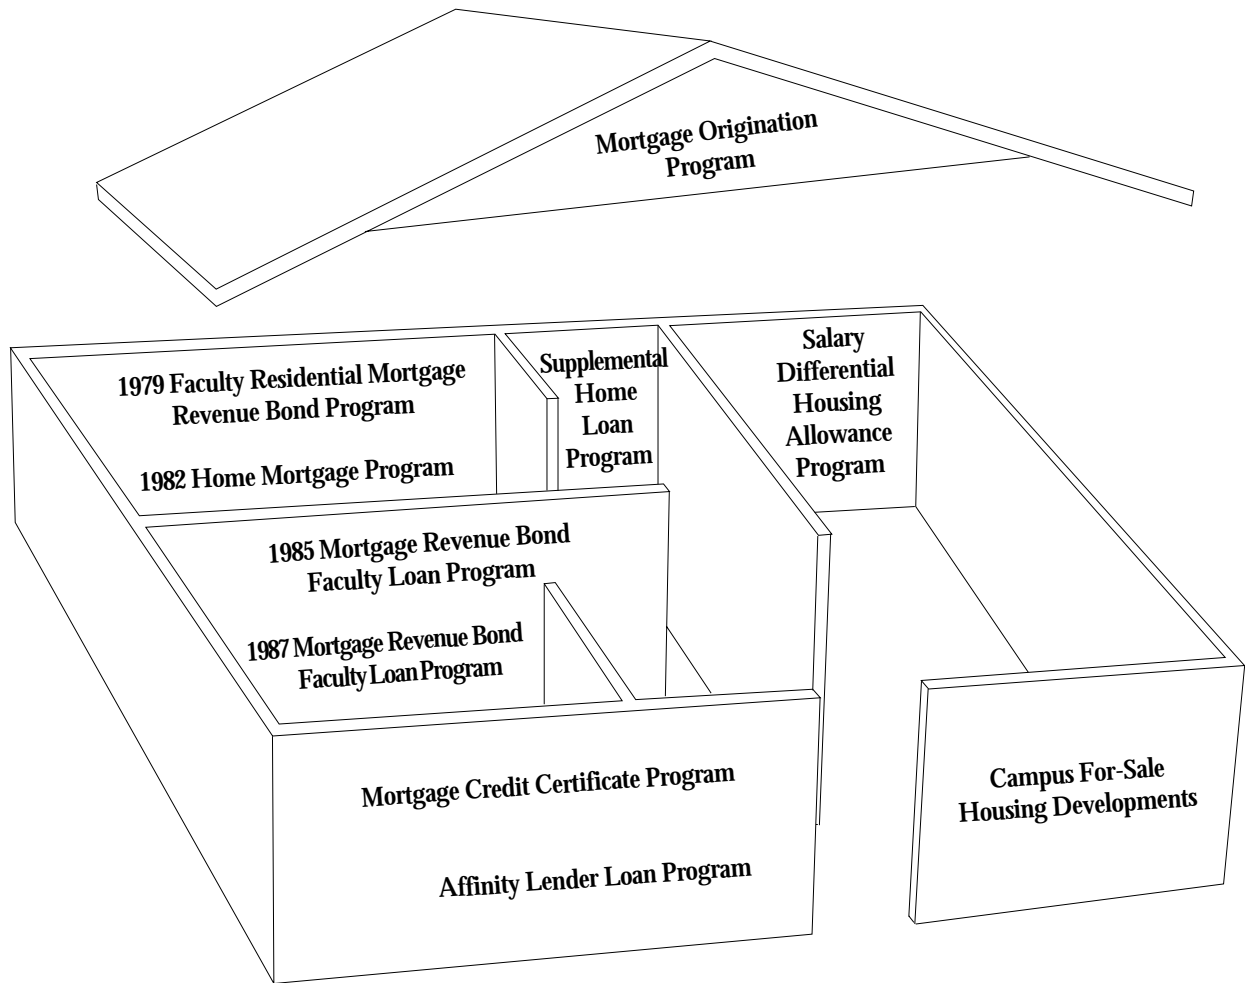 Mortgage Origination
Program
1979 Faculty Residential Mortgage
Revenue Bond Program
1982 Home Mortgage Program
Supplemental
Home
Loan
Program
Salary
Differential
Housing
Allowance
Program
1985 Mortgage Revenue Bond
Faculty Loan Program
1987 Mortgage Revenue Bond
Faculty Loan Program
Mortgage Credit Certificate Program
Affinity Lender Loan Program
Campus For-Sale
Housing Developments